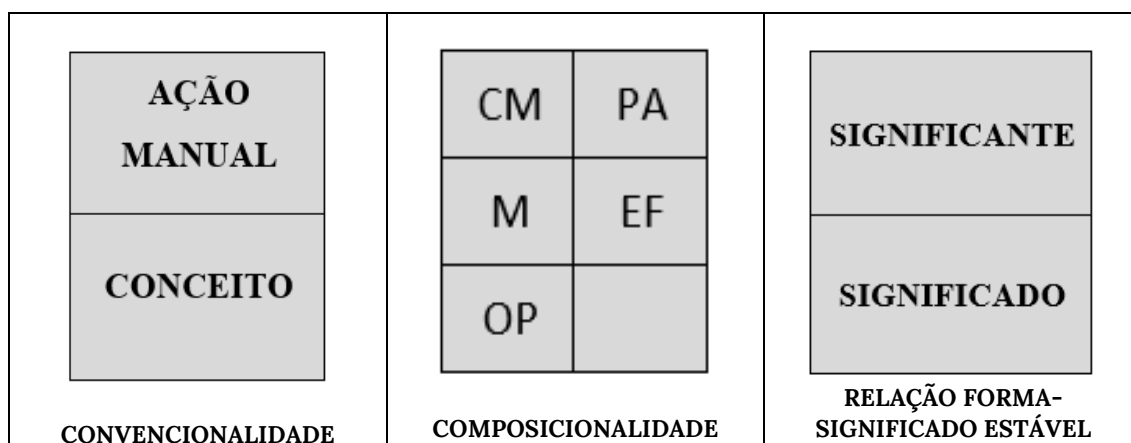 AÇÃO
MANUAL
CONCEITO
CONVENCIONALIDADE
CM PA
M EF
OP
COMPOSICIONALIDADE
SIGNIFICANTE
SIGNIFICADO
RELAÇÃO FORMA-
SIGNIFICADO ESTÁVEL